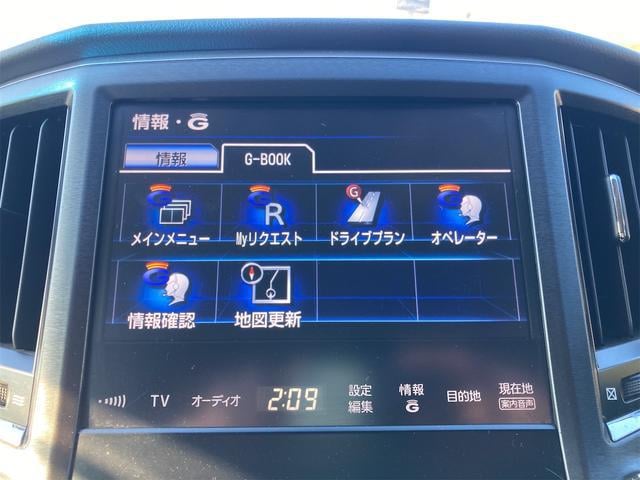 情報・G
情報
G-BOOK
メインメニュー
Myリクエスト
ドライブプラン
オペレーター
情報確認
地図更新
TV
オーディオ
2:09
設定
編集
情報
G
目的地
現在地
案内音声